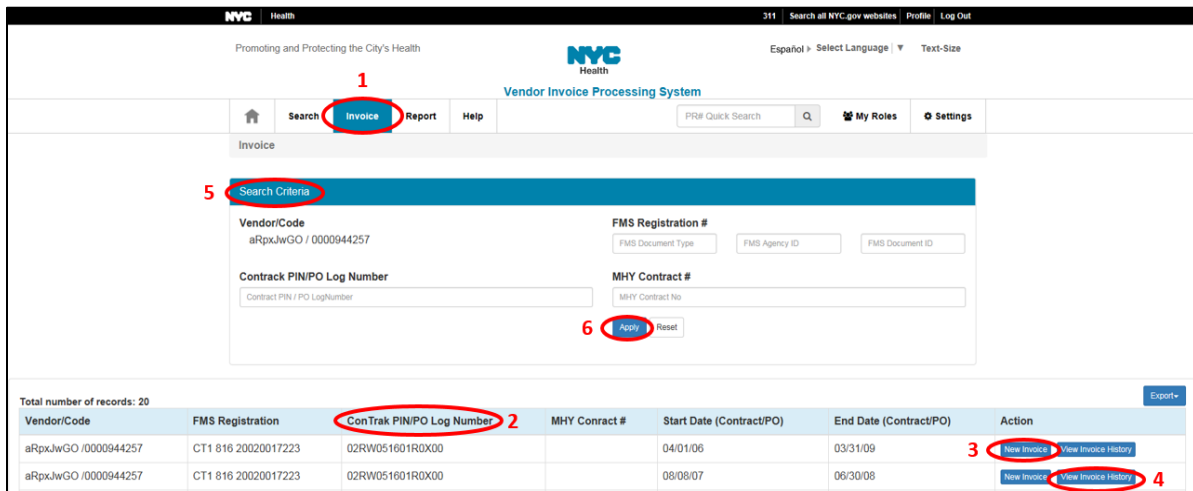 NYC Health 311 Search all NYC.gov websites Profile Log Out
Promoting and Protecting the City's Health
NYC
Health
Español Select Language ▼ Text-Size
1
Vendor Invoice Processing System
Search Invoice Report Help PR# Quick Search My Roles Settings
Invoice
5 Search Criteria
Vendor/Code FMS Registration #
aRpxJwGO / 0000944257 FMS Document Type FMS Agency ID FMS Document ID
Contrack PIN/PO Log Number MHY Contract #
Contract PIN / PO LogNumber MHY Contract No
6 Apply Reset
Export
Total number of records: 20
Vendor/Code FMS Registration ConTrak PIN/PO Log Number 2 MHY Conract # Start Date (Contract/PO) End Date (Contract/PO) Action
aRpxJwGO /0000944257 CT1 816 20020017223 02RW051601R0X00 04/01/06 03/31/09 3 New Invoice View Invoice History
aRpxJwGO /0000944257 CT1 816 20020017223 02RW051601R0X00 08/08/07 06/30/08 New Invoice View Invoice History 4